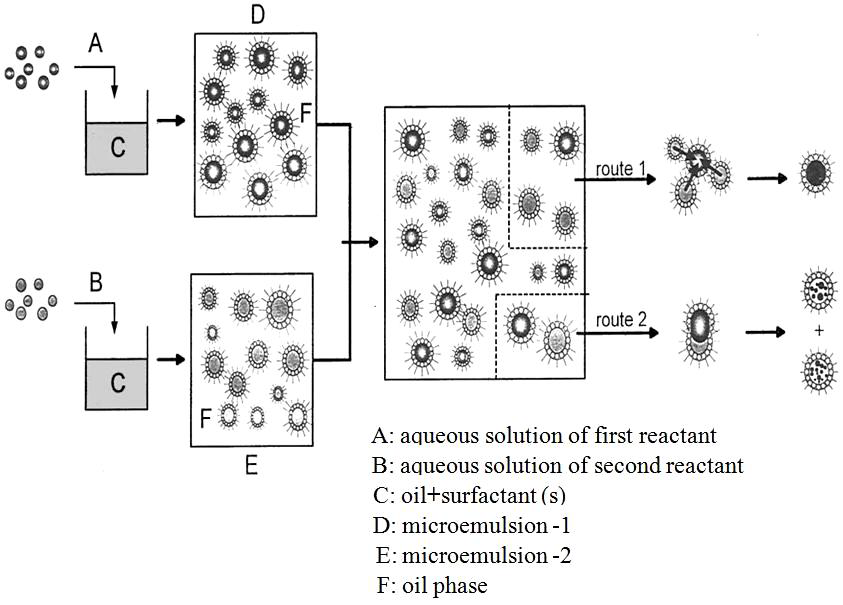 D
A
F
C
route 1
B
C
F
route 2
+
E
A: aqueous solution of first reactant
B: aqueous solution of second reactant
C: oil+surfactant (s)
D: microemulsion -1
E: microemulsion -2
F: oil phase